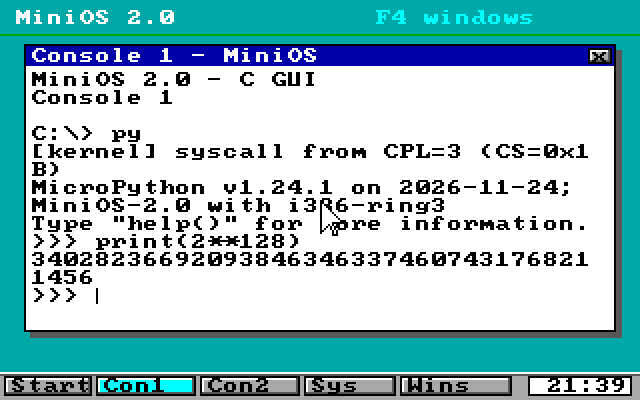 MiniOS 2.0 F4 windows
Console 1 - MiniOS
MiniOS 2.0 - C GUI
Console 1
C:\> py
[kernel] syscall from CPL=3 (CS=0x1
B)
MicroPython v1.24.1 on 2026-11-24;
MiniOS-2.0 with i386-ring3
Type "help()" for more information.
>>> print(2**128)
34028236692093846346337460743176821
1456
>>>
Start Con1 Con2 Sys Wins 21:39